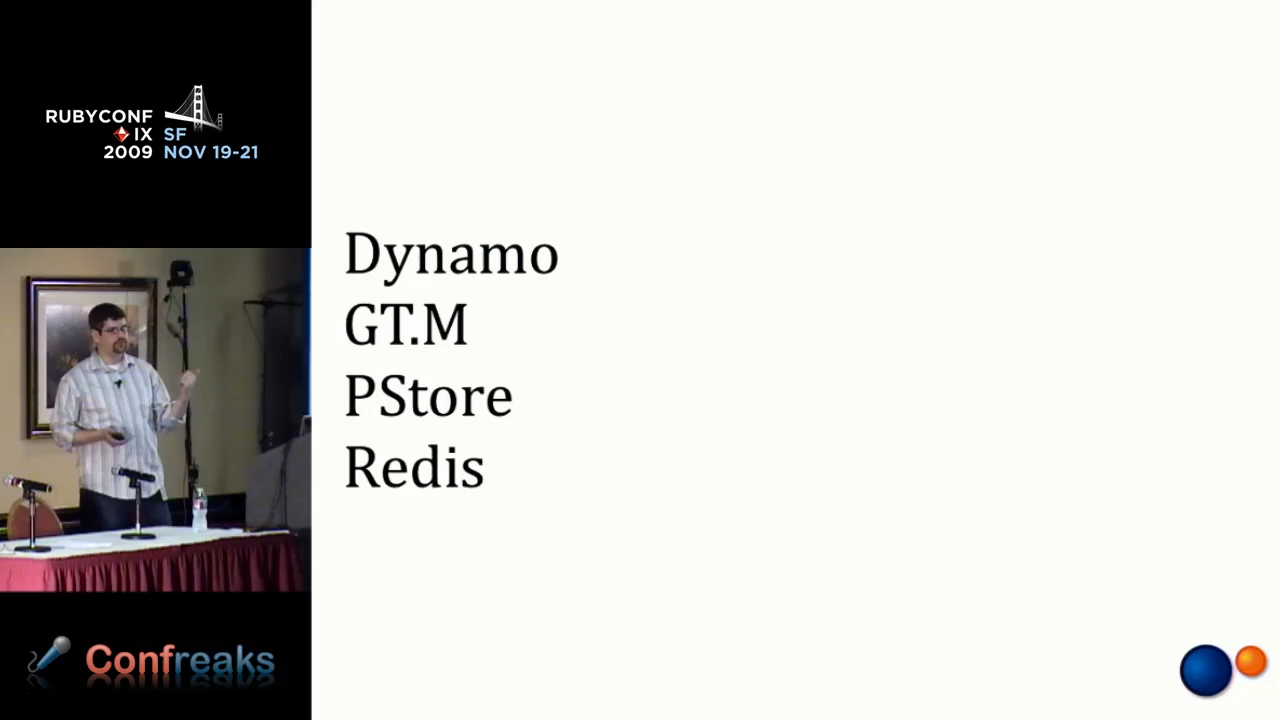 RUBYCONF
IX SF
2009 NOV 19-21
Dynamo
GT.M
PStore
Redis
Confreaks